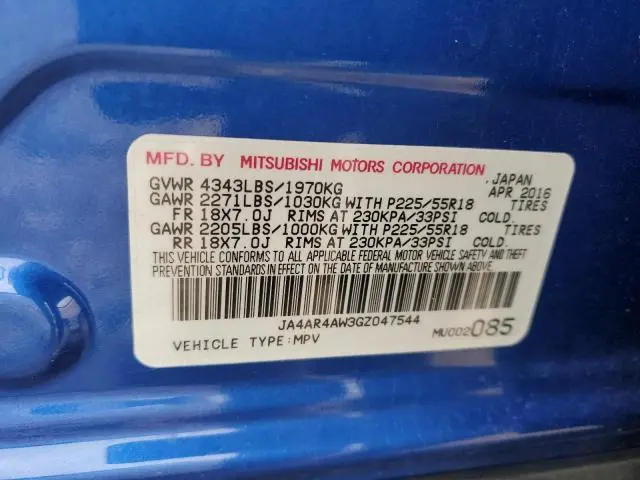 MFD. BY MITSUBISHI MOTORS CORPORATION, JAPAN
GVWR 4343LBS/1970KG APR 2016
GAWR 2271LBS/1030KG WITH P225/55R18 TIRES
FR 18X7.0J RIMS AT 230KPA/33PSI COLD.
GAWR 2205LBS/1000KG WITH P225/55R18 TIRES
RR 18X7.0J RIMS AT 230KPA/33PSI COLD.
THIS VEHICLE CONFORMS TO ALL APPLICABLE FEDERAL MOTOR VEHICLE SAFETY AND THEFT
PREVENTION STANDARDS IN EFFECT ON THE DATE OF MANUFACTURE SHOWN ABOVE.
JA4AR4AW3GZ047544
VEHICLE TYPE:MPV MU002085